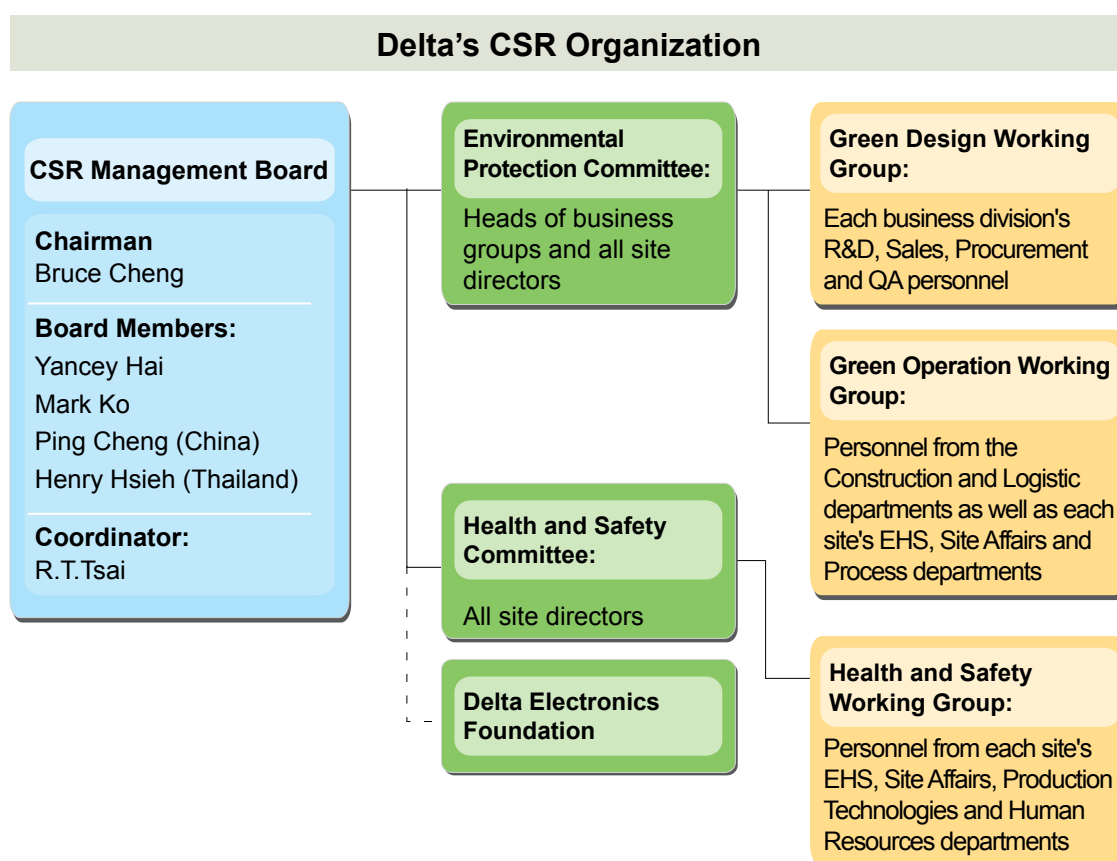 Delta’s CSR Organization
CSR Management Board
Chairman
Bruce Cheng
Board Members:
Yancey Hai
Mark Ko
Ping Cheng (China)
Henry Hsieh (Thailand)
Coordinator:
R.T.Tsai
Environmental
Protection Committee:
Heads of business
groups and all site
directors
Health and Safety
Committee:
All site directors
Delta Electronics
Foundation
Green Design Working
Group:
Each business division's
R&D, Sales, Procurement
and QA personnel
Green Operation Working
Group:
Personnel from the
Construction and Logistic
departments as well as each
site's EHS, Site Affairs and
Process departments
Health and Safety
Working Group:
Personnel from each site's
EHS, Site Affairs, Production
Technologies and Human
Resources departments